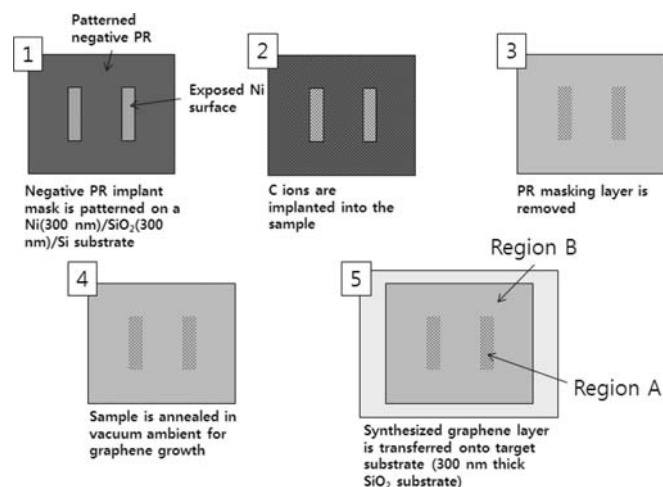 Patterned
negative PR
1
Exposed Ni
surface
Negative PR implant
mask is patterned on a
Ni(300 nm)/SiO₂(300
nm)/Si substrate
2
C ions are
implanted into the
sample
3
PR masking layer is
removed
4
Sample is annealed in
vacuum ambient for
graphene growth
5
Region B
Region A
Synthesized graphene layer
is transferred onto target
substrate (300 nm thick
SiO₂ substrate)